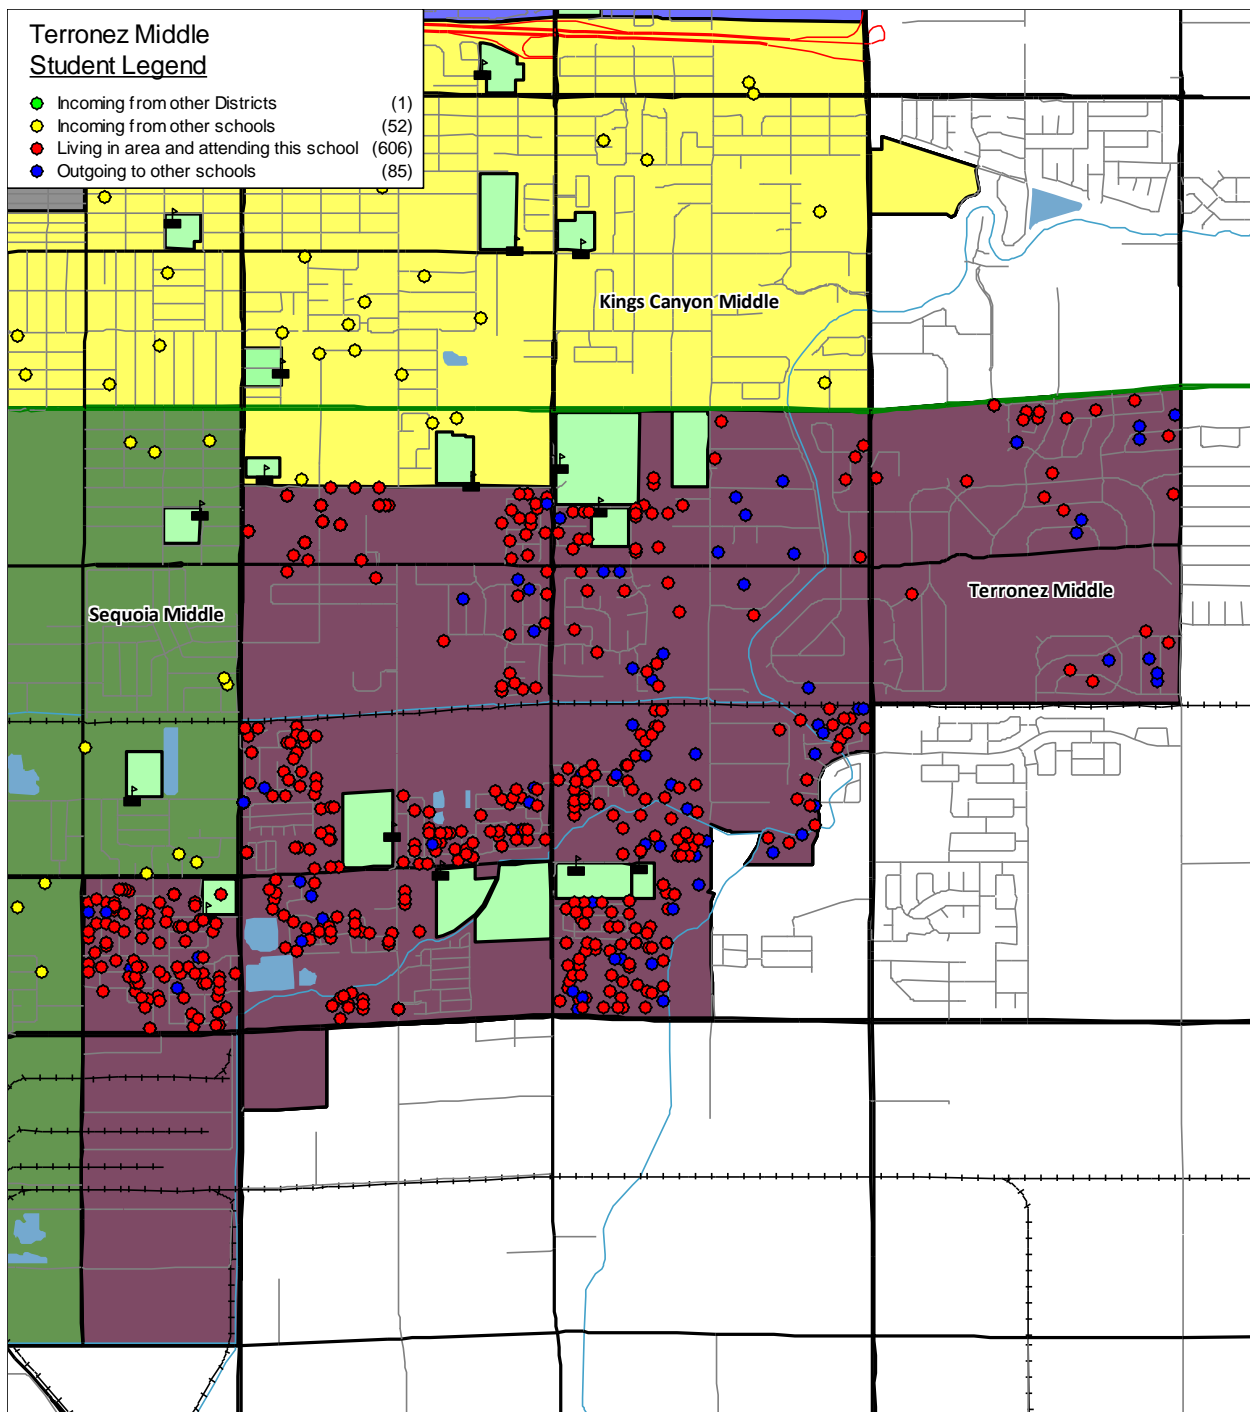 Terronez Middle
Student Legend
Incoming from other Districts (1)
Incoming from other schools (52)
Living in area and attending this school (606)
Outgoing to other schools (85)
Kings Canyon Middle
Terronez Middle
Sequoia Middle